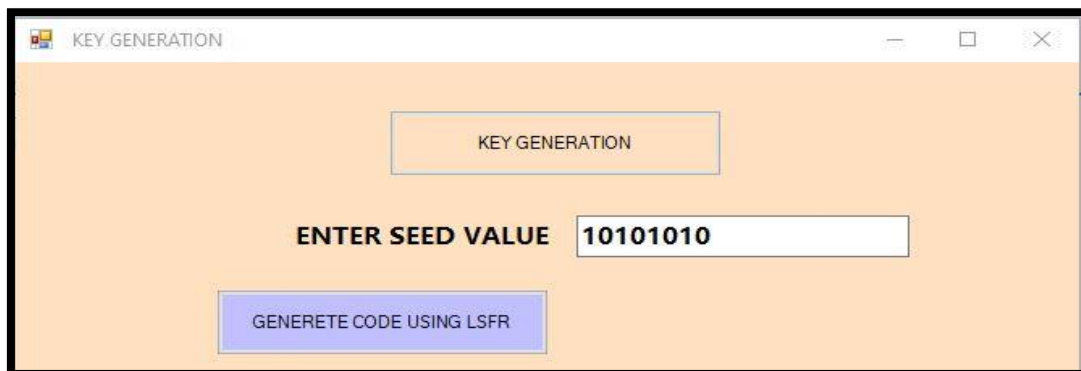 KEY GENERATION
KEY GENERATION
ENTER SEED VALUE 10101010
GENERETE CODE USING LSFR